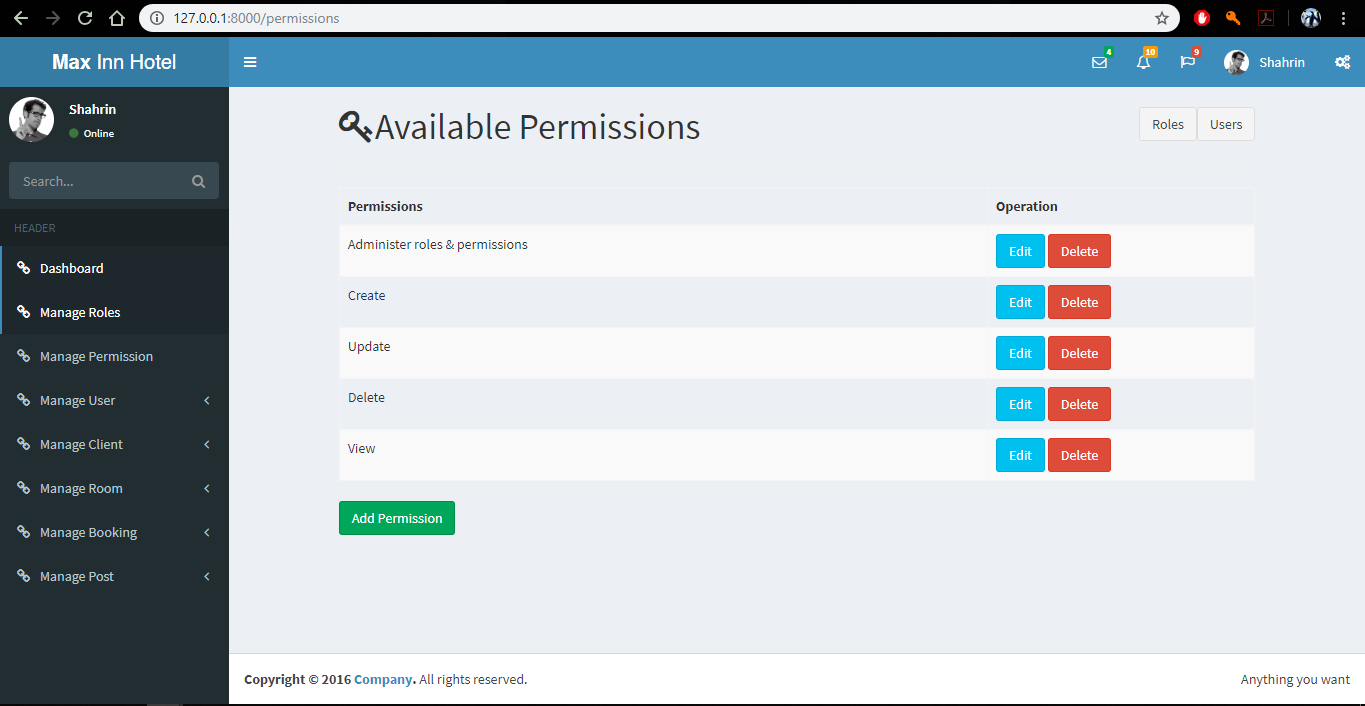 127.0.0.1:8000/permissions
Max Inn Hotel
4
10
9
Shahrin
Shahrin
Online
Search...
HEADER
Dashboard
Manage Roles
Manage Permission
Manage User
Manage Client
Manage Room
Manage Booking
Manage Post
Available Permissions
Roles
Users
Permissions Operation
Administer roles & permissions Edit Delete
Create Edit Delete
Update Edit Delete
Delete Edit Delete
View Edit Delete
Add Permission
Copyright © 2016 Company. All rights reserved.
Anything you want